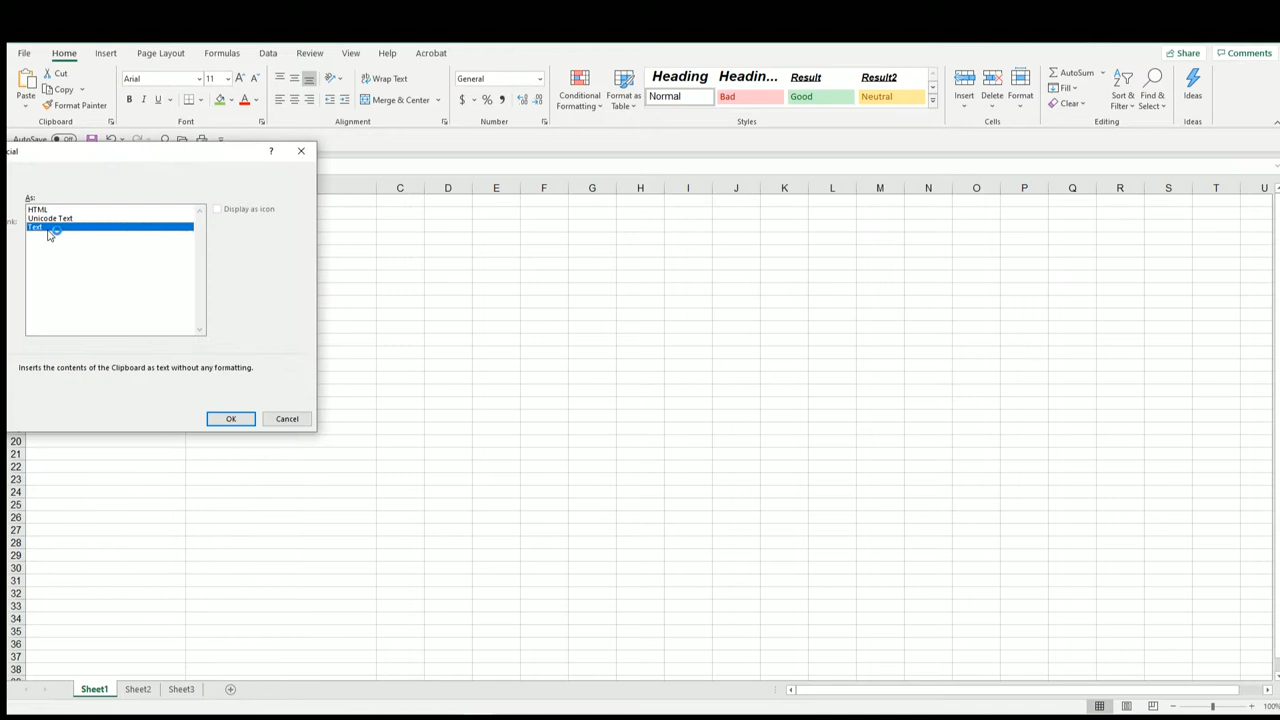 File Home Insert Page Layout Formulas Data Review View Help Acrobat Share Comments
Paste
Cut
Copy
Format Painter
Clipboard
Arial 11
B I U
Font
Wrap Text
Merge & Center
Alignment
General
$ % ,
Number
Conditional Formatting
Format as Table
Heading Headin... Result Result2
Normal Bad Good Neutral
Styles
Insert Delete Format
Cells
AutoSum
Fill
Clear
Sort & Filter
Find & Select
Editing
Ideas
Ideas
AutoSave Off
cial ?
As:
HTML
Unicode Text
Text
Display as icon
Inserts the contents of the Clipboard as text without any formatting.
OK Cancel
C D E F G H I J K L M N O P Q R S T U
20
21
22
23
24
25
26
27
28
29
30
31
32
33
34
35
36
37
38
Sheet1 Sheet2 Sheet3
100%